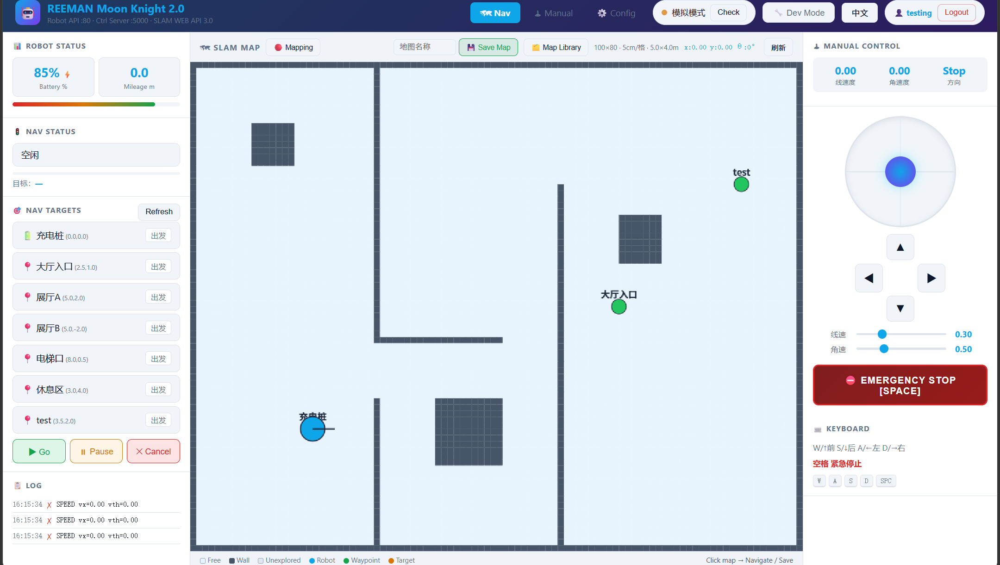 REEMAN Moon Knight 2.0
Robot API :80 · Ctrl Server :5000 · SLAM WEB API 3.0
Nav
Manual
Config
模拟模式
Check
Dev Mode
中文
testing
Logout
ROBOT STATUS
85%
Battery %
0.0
Mileage m
NAV STATUS
空闲
目标: —
NAV TARGETS
Refresh
充电桩 (0.0,0.0)
出发
大厅入口 (2.5,1.0)
出发
展厅A (5.0,2.0)
出发
展厅B (5.0,-2.0)
出发
电梯口 (8.0,0.5)
出发
休息区 (3.0,4.0)
出发
test (3.5,2.0)
出发
▶ Go
⏸ Pause
✕ Cancel
LOG
16:15:34 ✗ SPEED vx=0.00 vth=0.00
16:15:34 ✗ SPEED vx=0.00 vth=0.00
16:15:34 ✗ SPEED vx=0.00 vth=0.00
SLAM MAP
Mapping
地图名称
Save Map
Map Library
100×80 · 5cm/格 · 5.0×4.0m
x:0.00 y:0.00 θ:0°
刷新
test
大厅入口
充电桩
Free
Wall
Unexplored
Robot
Waypoint
Target
Click map → Navigate / Save
MANUAL CONTROL
0.00
线速度
0.00
角速度
Stop
方向
▲
◀
▶
▼
线速
0.30
角速
0.50
EMERGENCY STOP
[SPACE]
KEYBOARD
W/↑前 S/↓后 A/←左 D/→右
空格 紧急停止
W
A
S
D
SPC